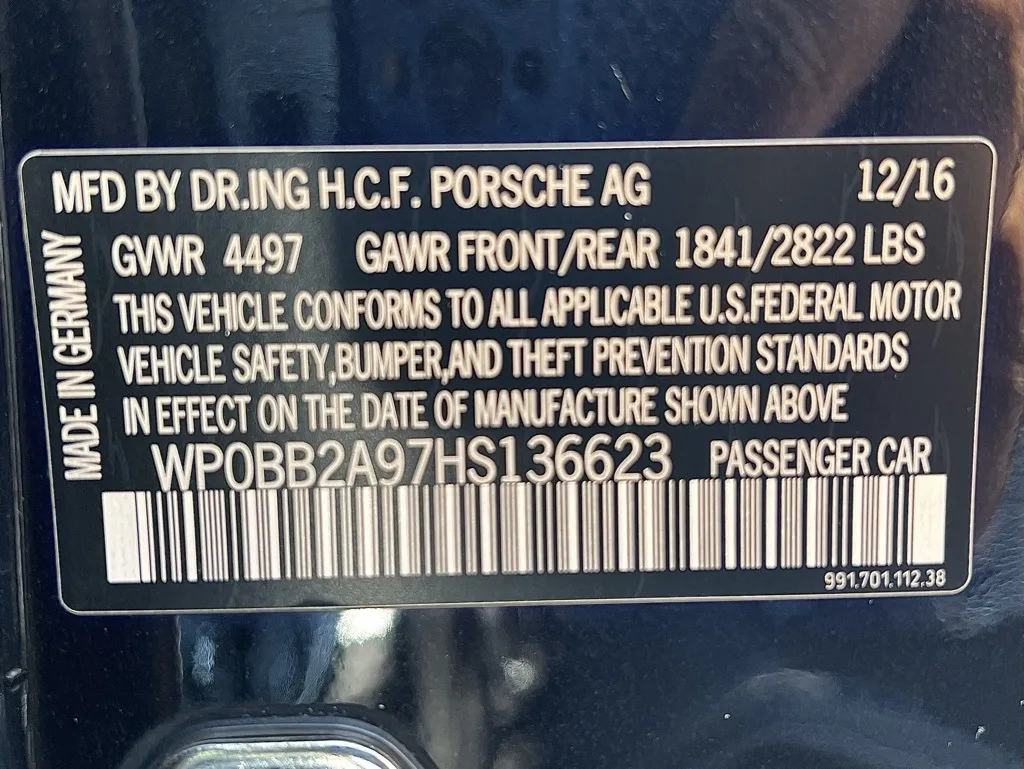 MFD BY DR.ING H.C.F. PORSCHE AG 12/16
GVWR 4497 GAWR FRONT/REAR 1841/2822 LBS
THIS VEHICLE CONFORMS TO ALL APPLICABLE U.S.FEDERAL MOTOR
VEHICLE SAFETY,BUMPER,AND THEFT PREVENTION STANDARDS
IN EFFECT ON THE DATE OF MANUFACTURE SHOWN ABOVE
WP0BB2A97HS136623 PASSENGER CAR
991.701.112.38
MADE IN GERMANY